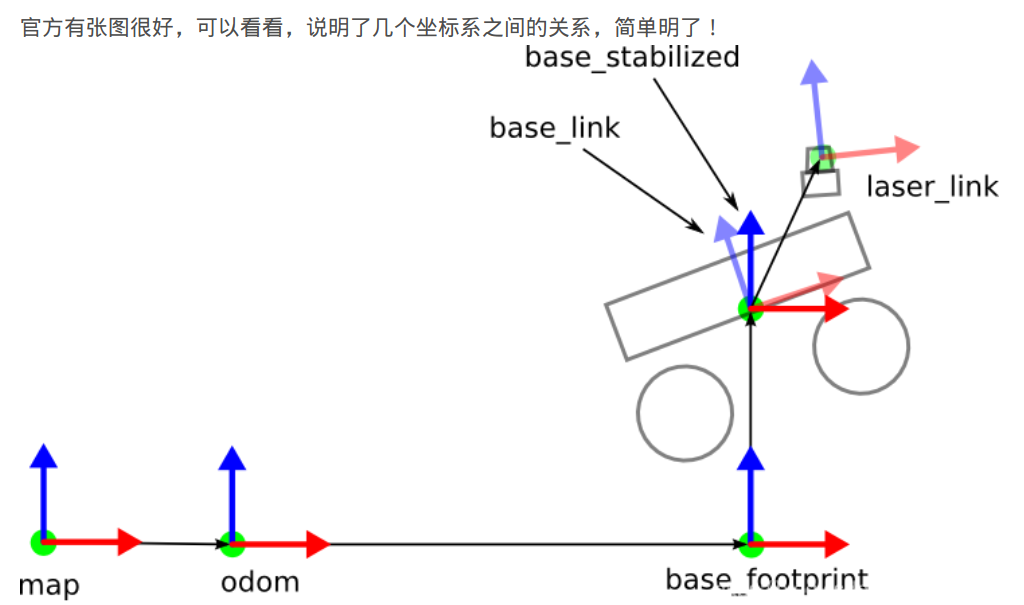 官方有张图很好，可以看看，说明了几个坐标系之间的关系，简单明了！
base_stabilized
base_link
laser_link
map
odom
base_footprint